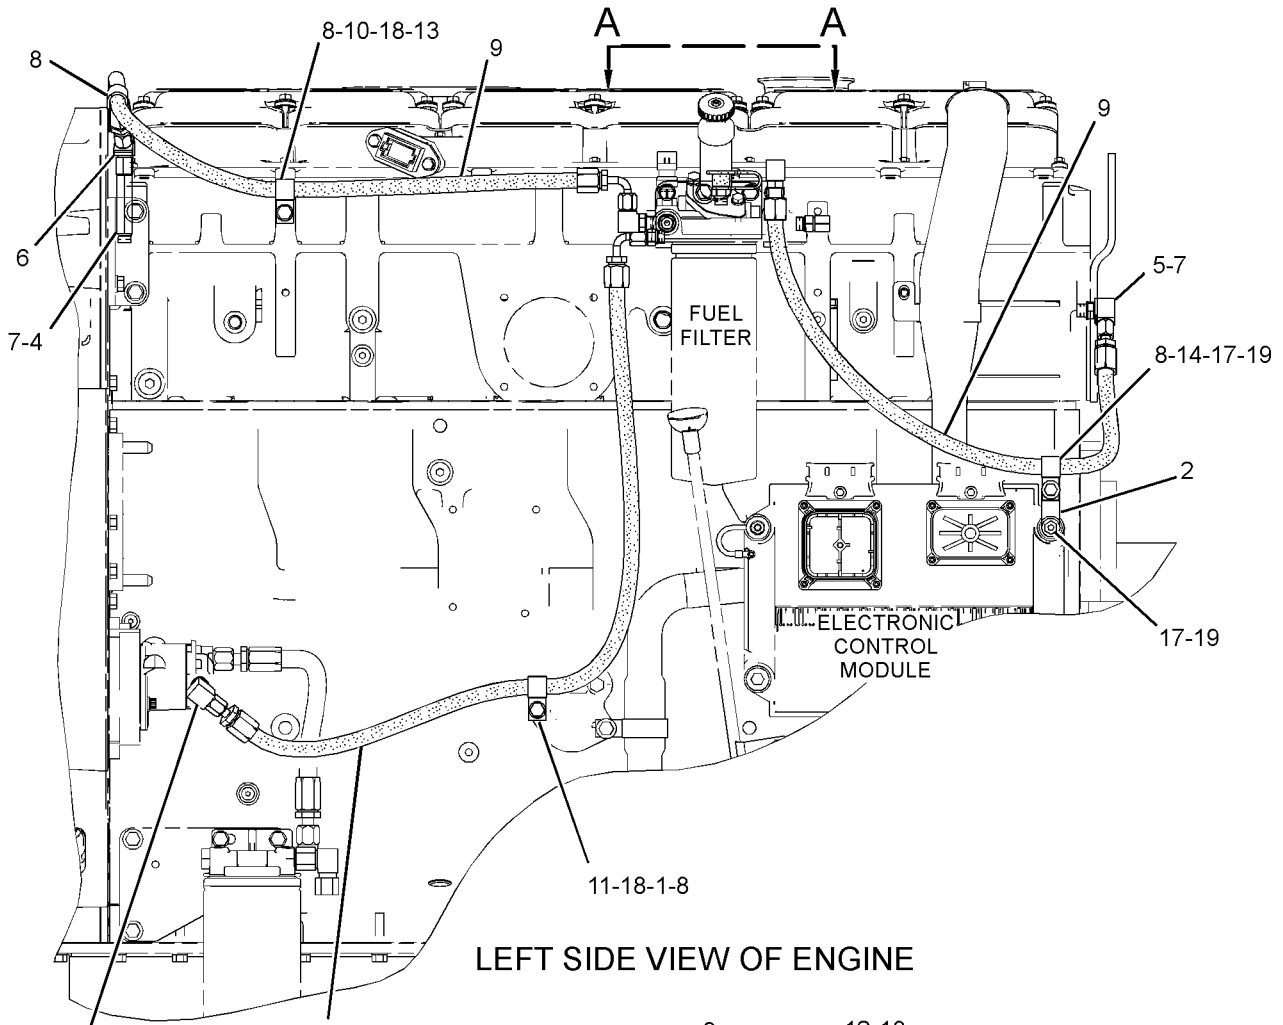 A A
8-10-18-13
8
9
9
6
5-7
7-4
FUEL
FILTER
8-14-17-19
2
ELECTRONIC
CONTROL
MODULE
17-19
11-18-1-8
LEFT SIDE VIEW OF ENGINE